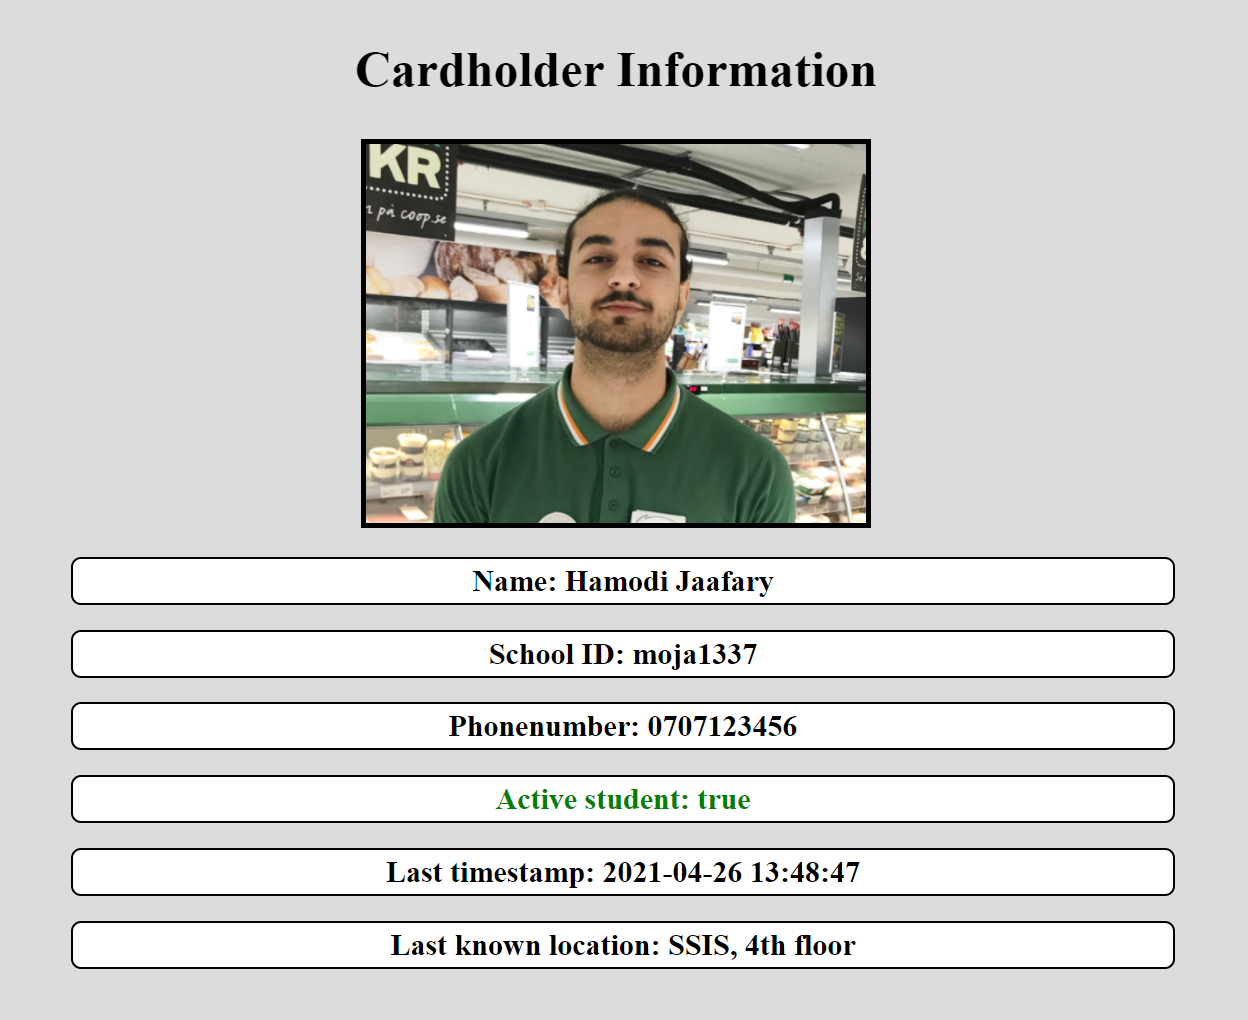 Cardholder Information
KR
n på coop.se
Name: Hamodi Jaafary
School ID: moja1337
Phonenumber: 0707123456
Active student: true
Last timestamp: 2021-04-26 13:48:47
Last known location: SSIS, 4th floor